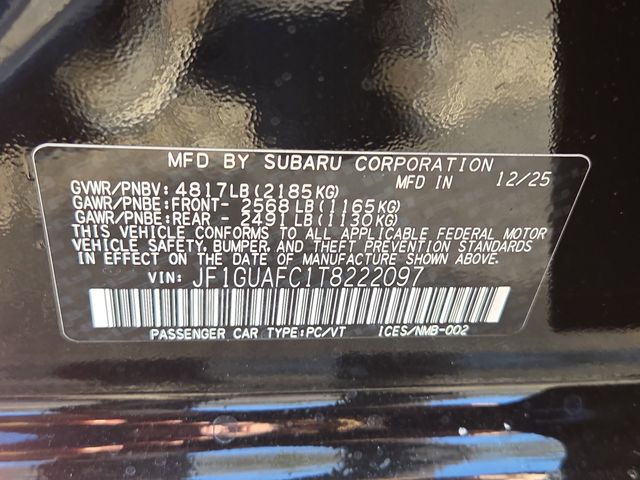 MFD BY SUBARU CORPORATION
GVWR/PNBV: 4817LB(2185KG) MFD IN 12/25
GAWR/PNBE:FRONT- 2568LB(1165KG)
GAWR/PNBE:REAR - 2491LB(1130KG)
THIS VEHICLE CONFORMS TO ALL APPLICABLE FEDERAL MOTOR
VEHICLE SAFETY, BUMPER, AND THEFT PREVENTION STANDARDS
IN EFFECT ON THE DATE OF MANUFACTURE SHOWN ABOVE.
VIN: JF1GUAFC1T8222097
PASSENGER CAR TYPE:PC/VT ICES/NMB-002